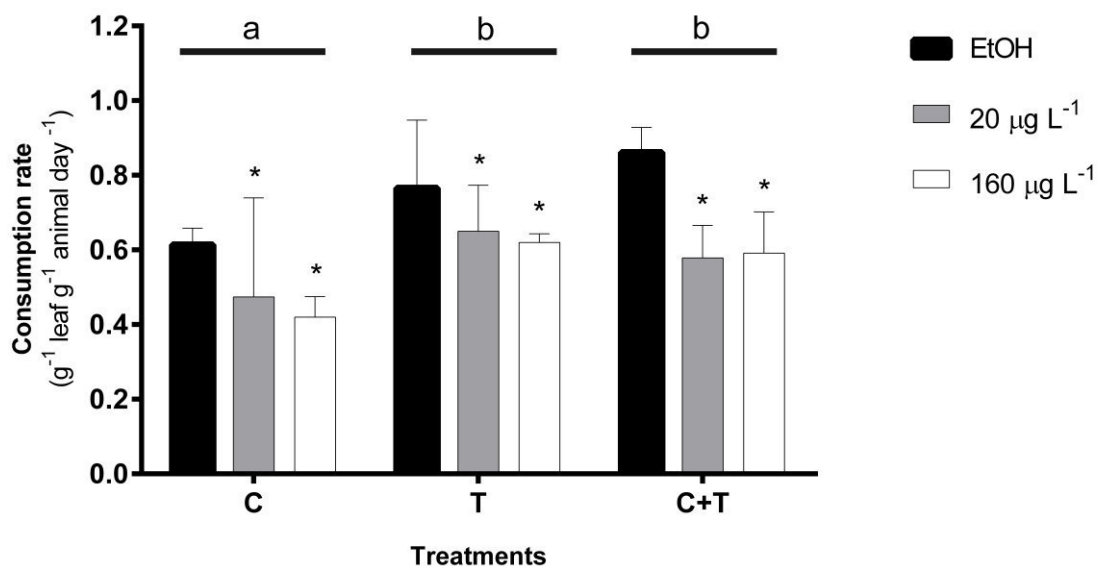 1.2
1.0
0.8
0.6
0.4
0.2
0.0
Consumption rate
(g⁻¹ leaf g⁻¹ animal day ⁻¹)
a
b
b
*
*
*
*
*
*
C
T
C+T
Treatments
EtOH
20 μg L⁻¹
160 μg L⁻¹